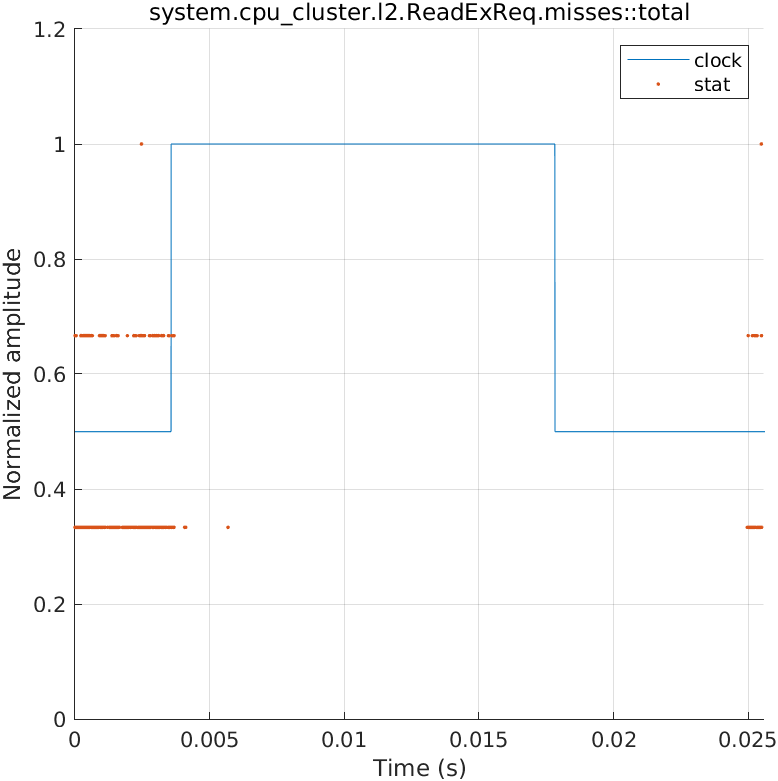 system.cpu_cluster.l2.ReadExReq.misses::total
1.2
clock
stat
1
0.8
0.6
0.4
0.2
0
Normalized amplitude
0 0.005 0.01 0.015 0.02 0.025
Time (s)